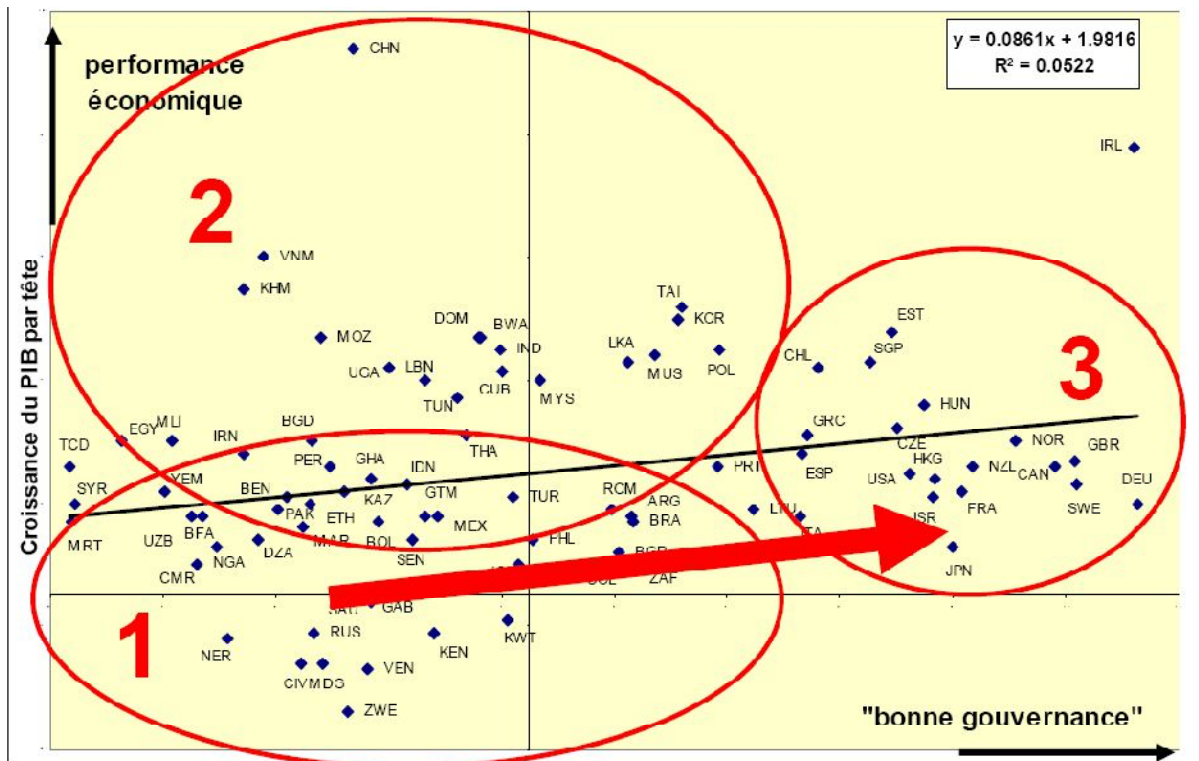 y = 0.0861x + 1.9816
R² = 0.0522
performance
économique
Croissance du PIB par tête
CHN
IRL
2
VNM
KHM
TAI
KCR
EST
MOZ
DOM
BWA
IND
LKA
MUS
POL
CHL
SGP
UGA
LBN
CUB
MYS
3
TUN
HUN
TCD
EGY
MLI
IRN
BGD
THA
GRC
CZE
NOR
GBR
PER
GHA
IDN
PRT
ESP
USA
HKG
NZL
CAN
DEU
SYR
YEM
BEN
KAZ
GTM
TUR
ROM
ARG
BRA
LTU
ISR
FRA
SWE
MRT
UZB
BFA
PAK
ETH
MAR
BOL
MEX
SEN
PHL
CMR
NGA
DZA
ZAF
JPN
1
GAB
NER
RUS
KEN
KWT
CIV
MDG
VEN
ZWE
"bonne gouvernance"